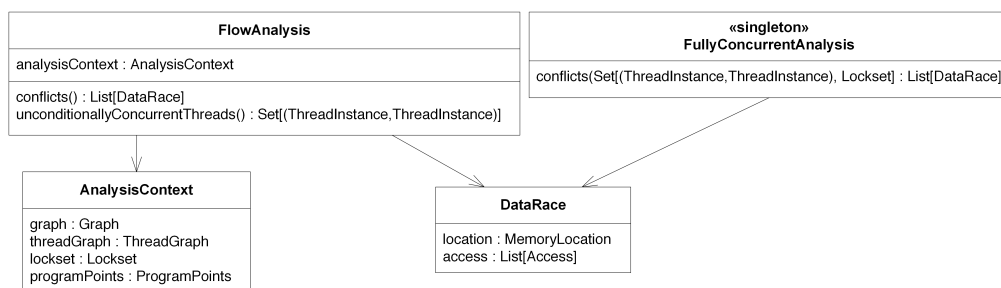 FlowAnalysis
analysisContext : AnalysisContext
conflicts() : List[DataRace]
unconditionallyConcurrentThreads() : Set[(ThreadInstance,ThreadInstance)]
«singleton»
FullyConcurrentAnalysis
conflicts(Set[(ThreadInstance,ThreadInstance), Lockset] : List[DataRace]
AnalysisContext
graph : Graph
threadGraph : ThreadGraph
lockset : Lockset
programPoints : ProgramPoints
DataRace
location : MemoryLocation
access : List[Access]